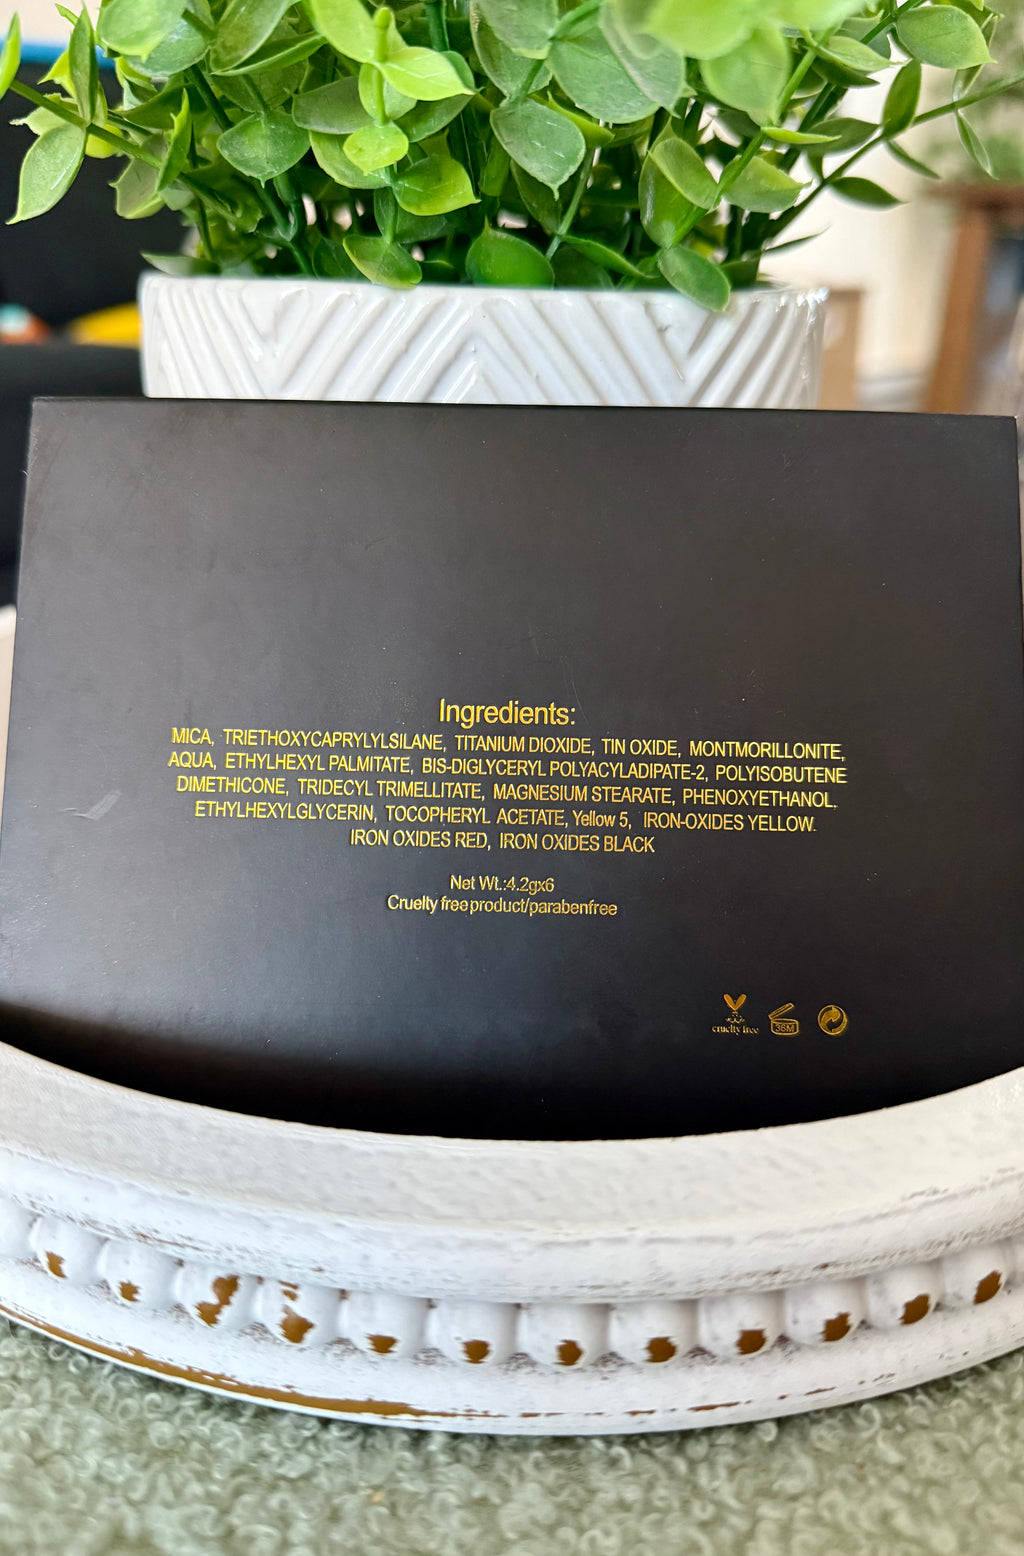 Ingredients:
MICA, TRIETHOXYCAPRYLYLSILANE, TITANIUM DIOXIDE, TIN OXIDE, MONTMORILLONITE,
AQUA, ETHYLHEXYL PALMITATE, BIS-DIGLYCERYL POLYACYLADIPATE-2, POLYISOBUTENE
DIMETHICONE, TRIDECYL TRIMELLITATE, MAGNESIUM STEARATE, PHENOXYETHANOL.
ETHYLHEXYLGLYCERIN, TOCOPHERYL ACETATE, Yellow 5, IRON-OXIDES YELLOW.
IRON OXIDES RED, IRON OXIDES BLACK
Net Wt.:4.2gx6
Cruelty free product/parabenfree
cruelty free
36M